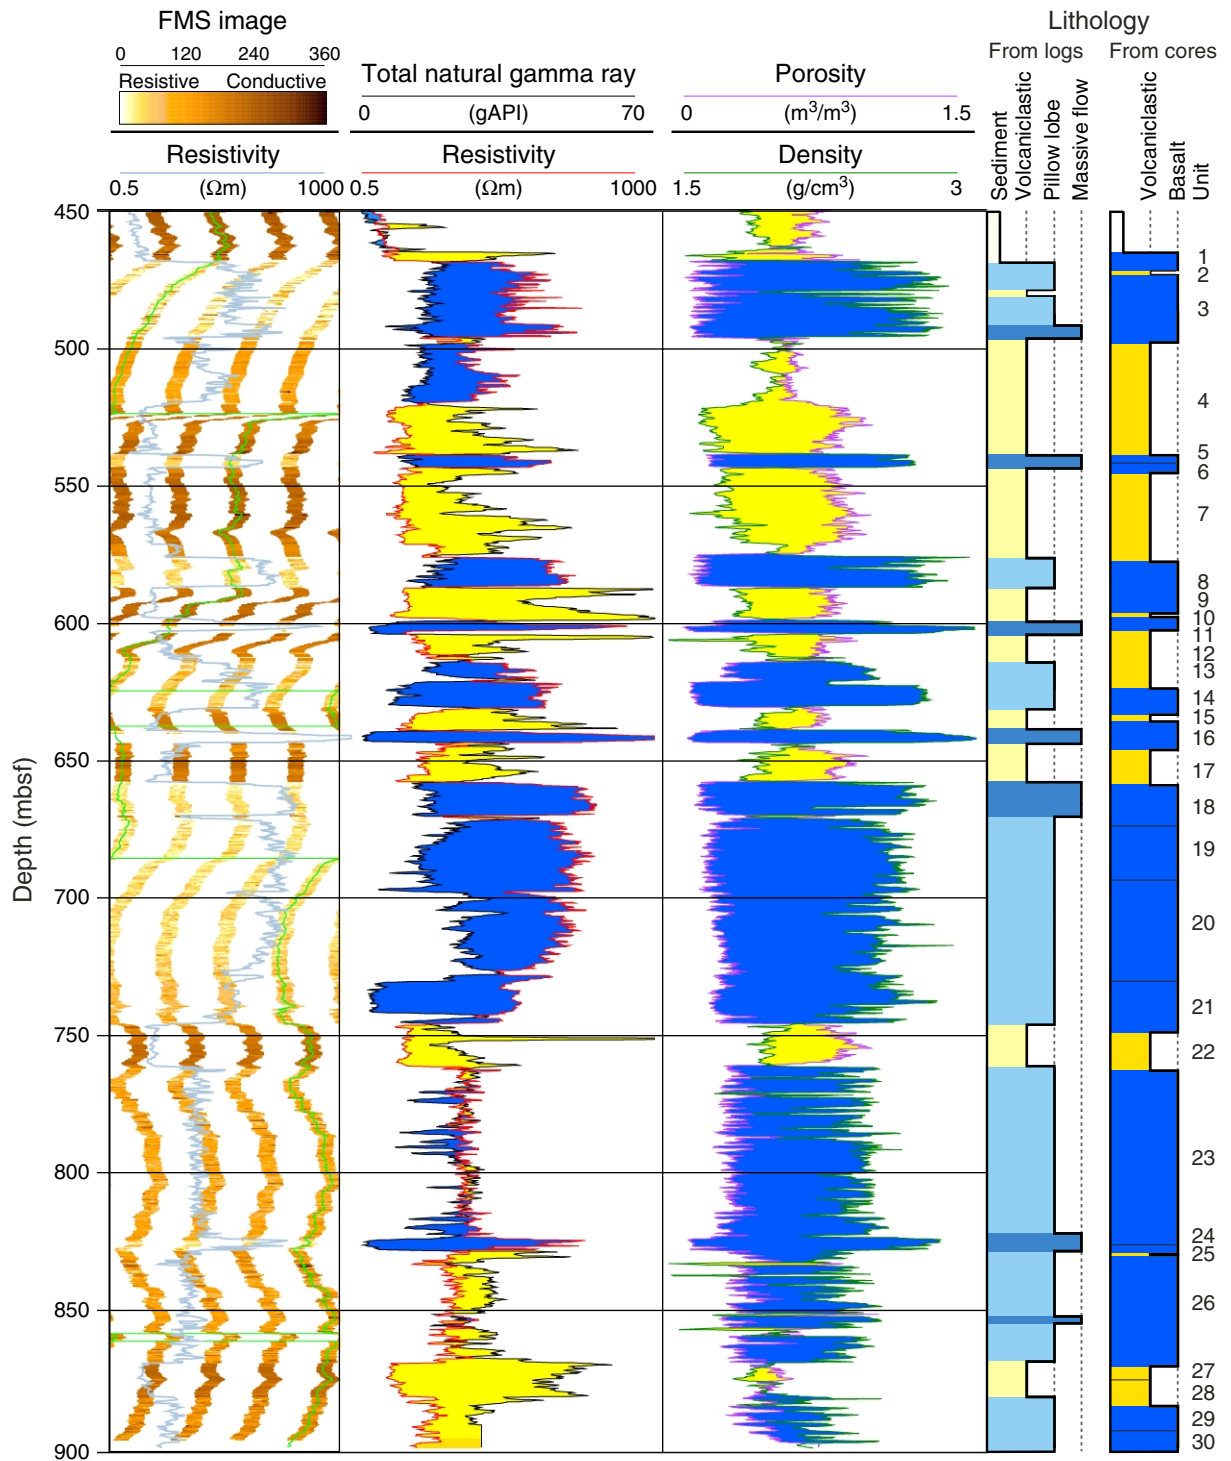 FMS image
0 120 240 360
Resistive Conductive
Resistivity
0.5 (Ωm) 1000
Total natural gamma ray
0 (gAPI) 70
Resistivity
0.5 (Ωm) 1000
Porosity
0 (m³/m³) 1.5
Density
1.5 (g/cm³) 3
Lithology
From logs From cores
Sediment
Volcaniclastic
Pillow lobe
Massive flow
Volcaniclastic
Basalt
Unit
Depth (mbsf)
450
500
550
600
650
700
750
800
850
900
1
2
3
4
5
6
7
8
9
10
11
12
13
14
15
16
17
18
19
20
21
22
23
24
25
26
27
28
29
30